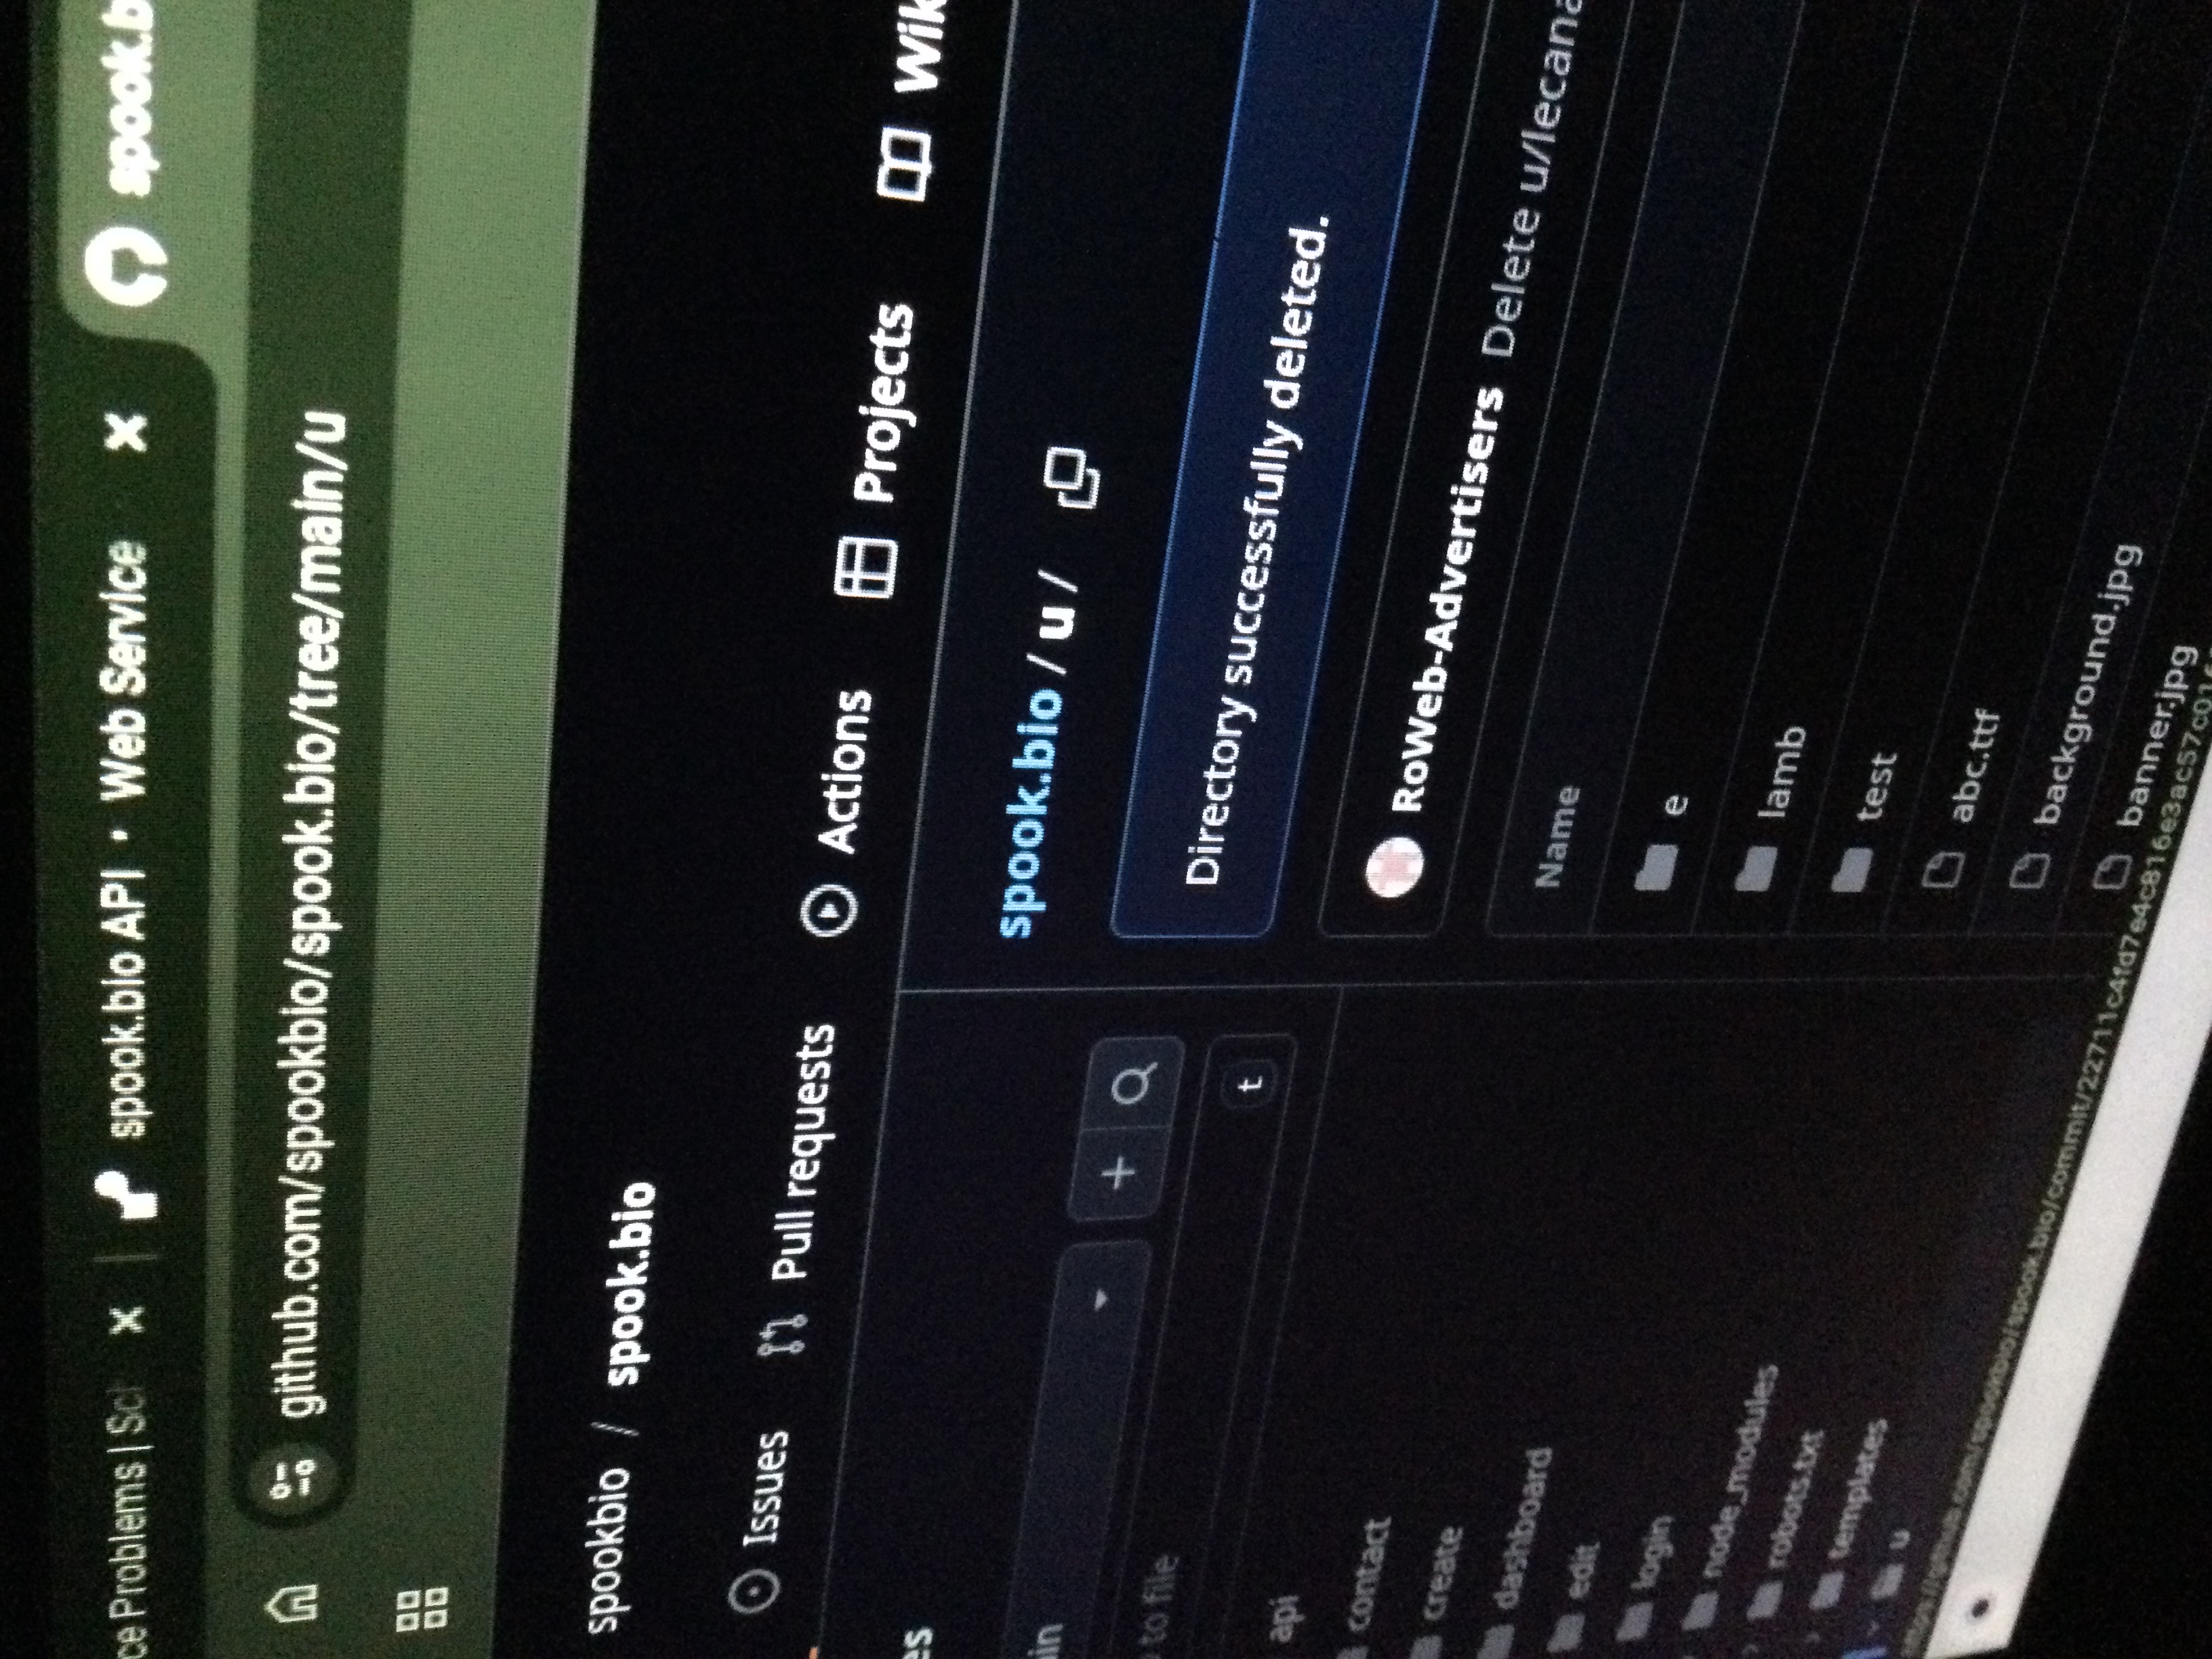 ce Problems | Sch
spook.bio API • Web Service
spook.b
github.com/spookbio/spook.bio/tree/main/u
spookbio / spook.bio
Issues
Pull requests
Actions
Projects
Wik
es
in
to file
t
api
contact
create
dashboard
edit
login
node_modules
robots.txt
templates
u
spook.bio / u /
Directory successfully deleted.
RoWeb-Advertisers Delete u/lecana
Name
e
lamb
test
abc.ttf
background.jpg
banner.jpg
https://github.com/spookbio/spook.bio/commit/22711c4fd7e4c816e3ac57c016